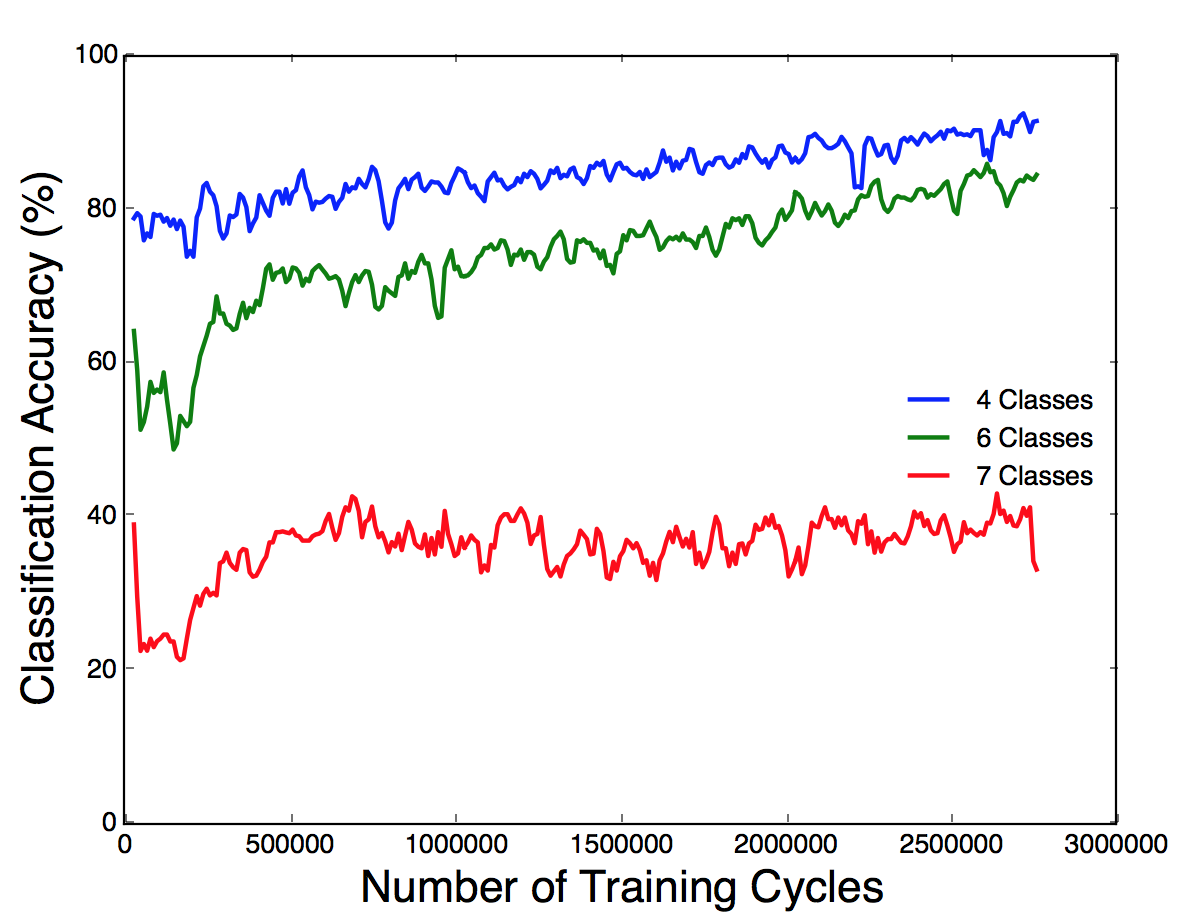 100
80
60
40
20
0
Classification Accuracy (%)
4 Classes
6 Classes
7 Classes
0 500000 1000000 1500000 2000000 2500000 3000000
Number of Training Cycles